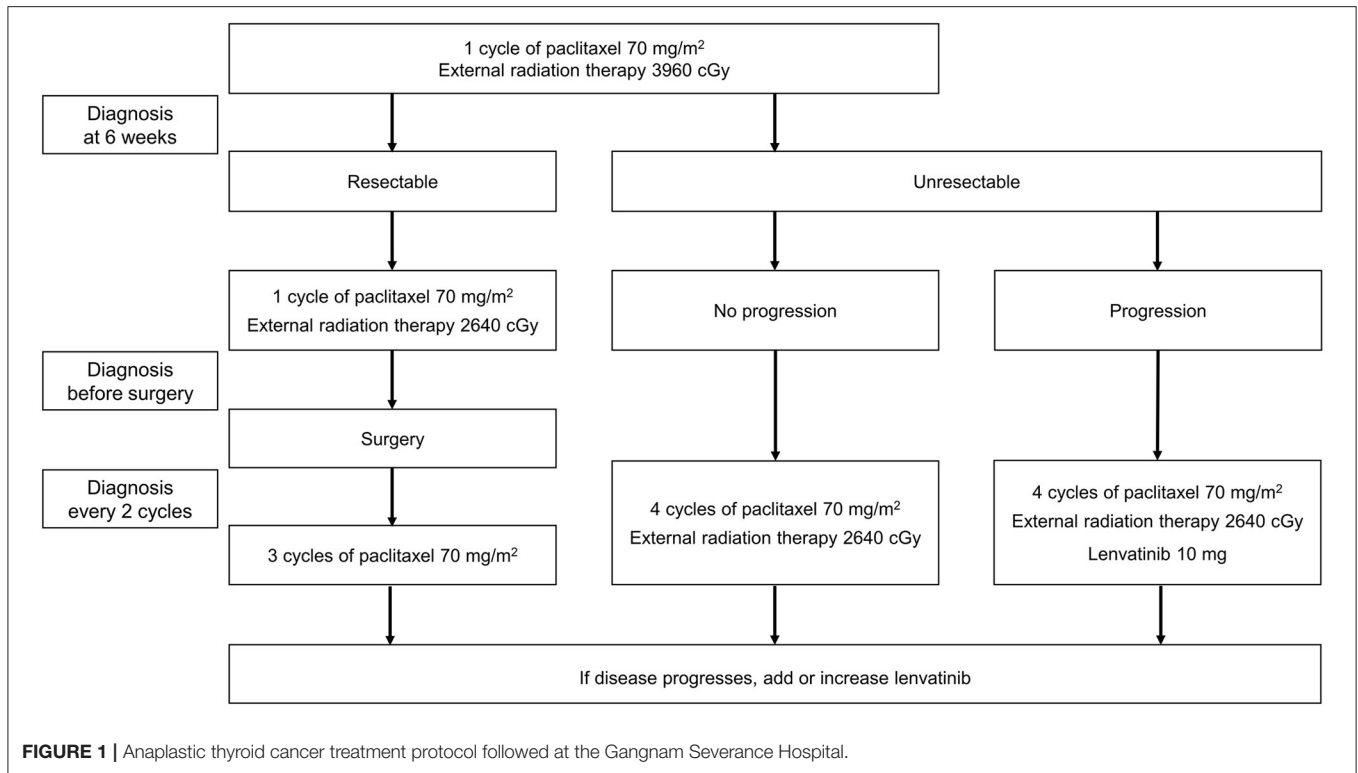 1 cycle of paclitaxel 70 mg/m²
External radiation therapy 3960 cGy
Diagnosis
at 6 weeks
Resectable
Unresectable
1 cycle of paclitaxel 70 mg/m²
External radiation therapy 2640 cGy
No progression
Progression
Diagnosis
before surgery
Surgery
Diagnosis
every 2 cycles
3 cycles of paclitaxel 70 mg/m²
4 cycles of paclitaxel 70 mg/m²
External radiation therapy 2640 cGy
4 cycles of paclitaxel 70 mg/m²
External radiation therapy 2640 cGy
Lenvatinib 10 mg
If disease progresses, add or increase lenvatinib
FIGURE 1 | Anaplastic thyroid cancer treatment protocol followed at the Gangnam Severance Hospital.